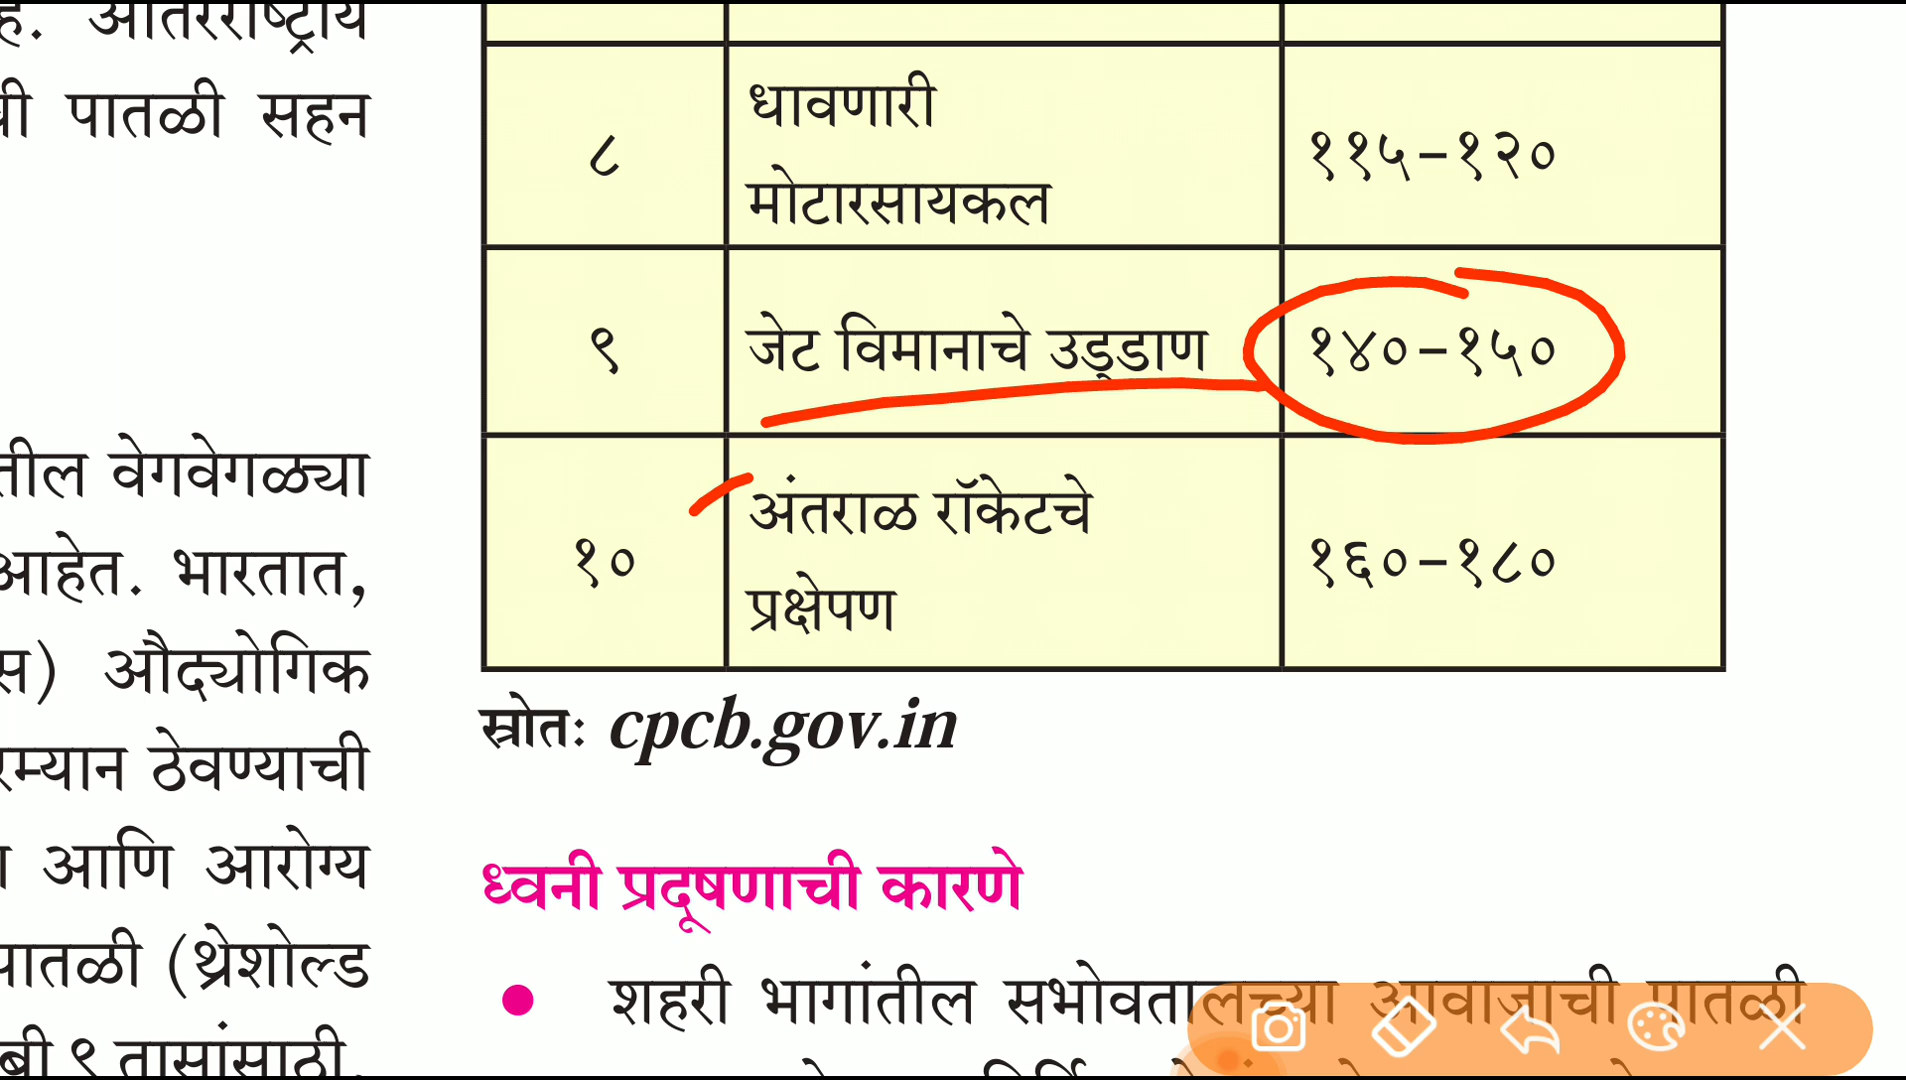 आंतरराष्ट्रीय
पातळी सहन
वेगवेगळ्या
आहेत. भारतात,
औद्योगिक
ठेवण्याची
आणि आरोग्य
(थ्रेशोल्ड
९ तासांसाठी.
८ धावणारी मोटारसायकल ११५–१२०
९ जेट विमानाचे उड्डाण १४०–१५०
१० अंतराळ रॉकेटचे प्रक्षेपण १६०–१८०
स्रोतः cpcb.gov.in
ध्वनी प्रदूषणाची कारणे
• शहरी भागांतील सभोवतालच्या आवाजाची पातळी